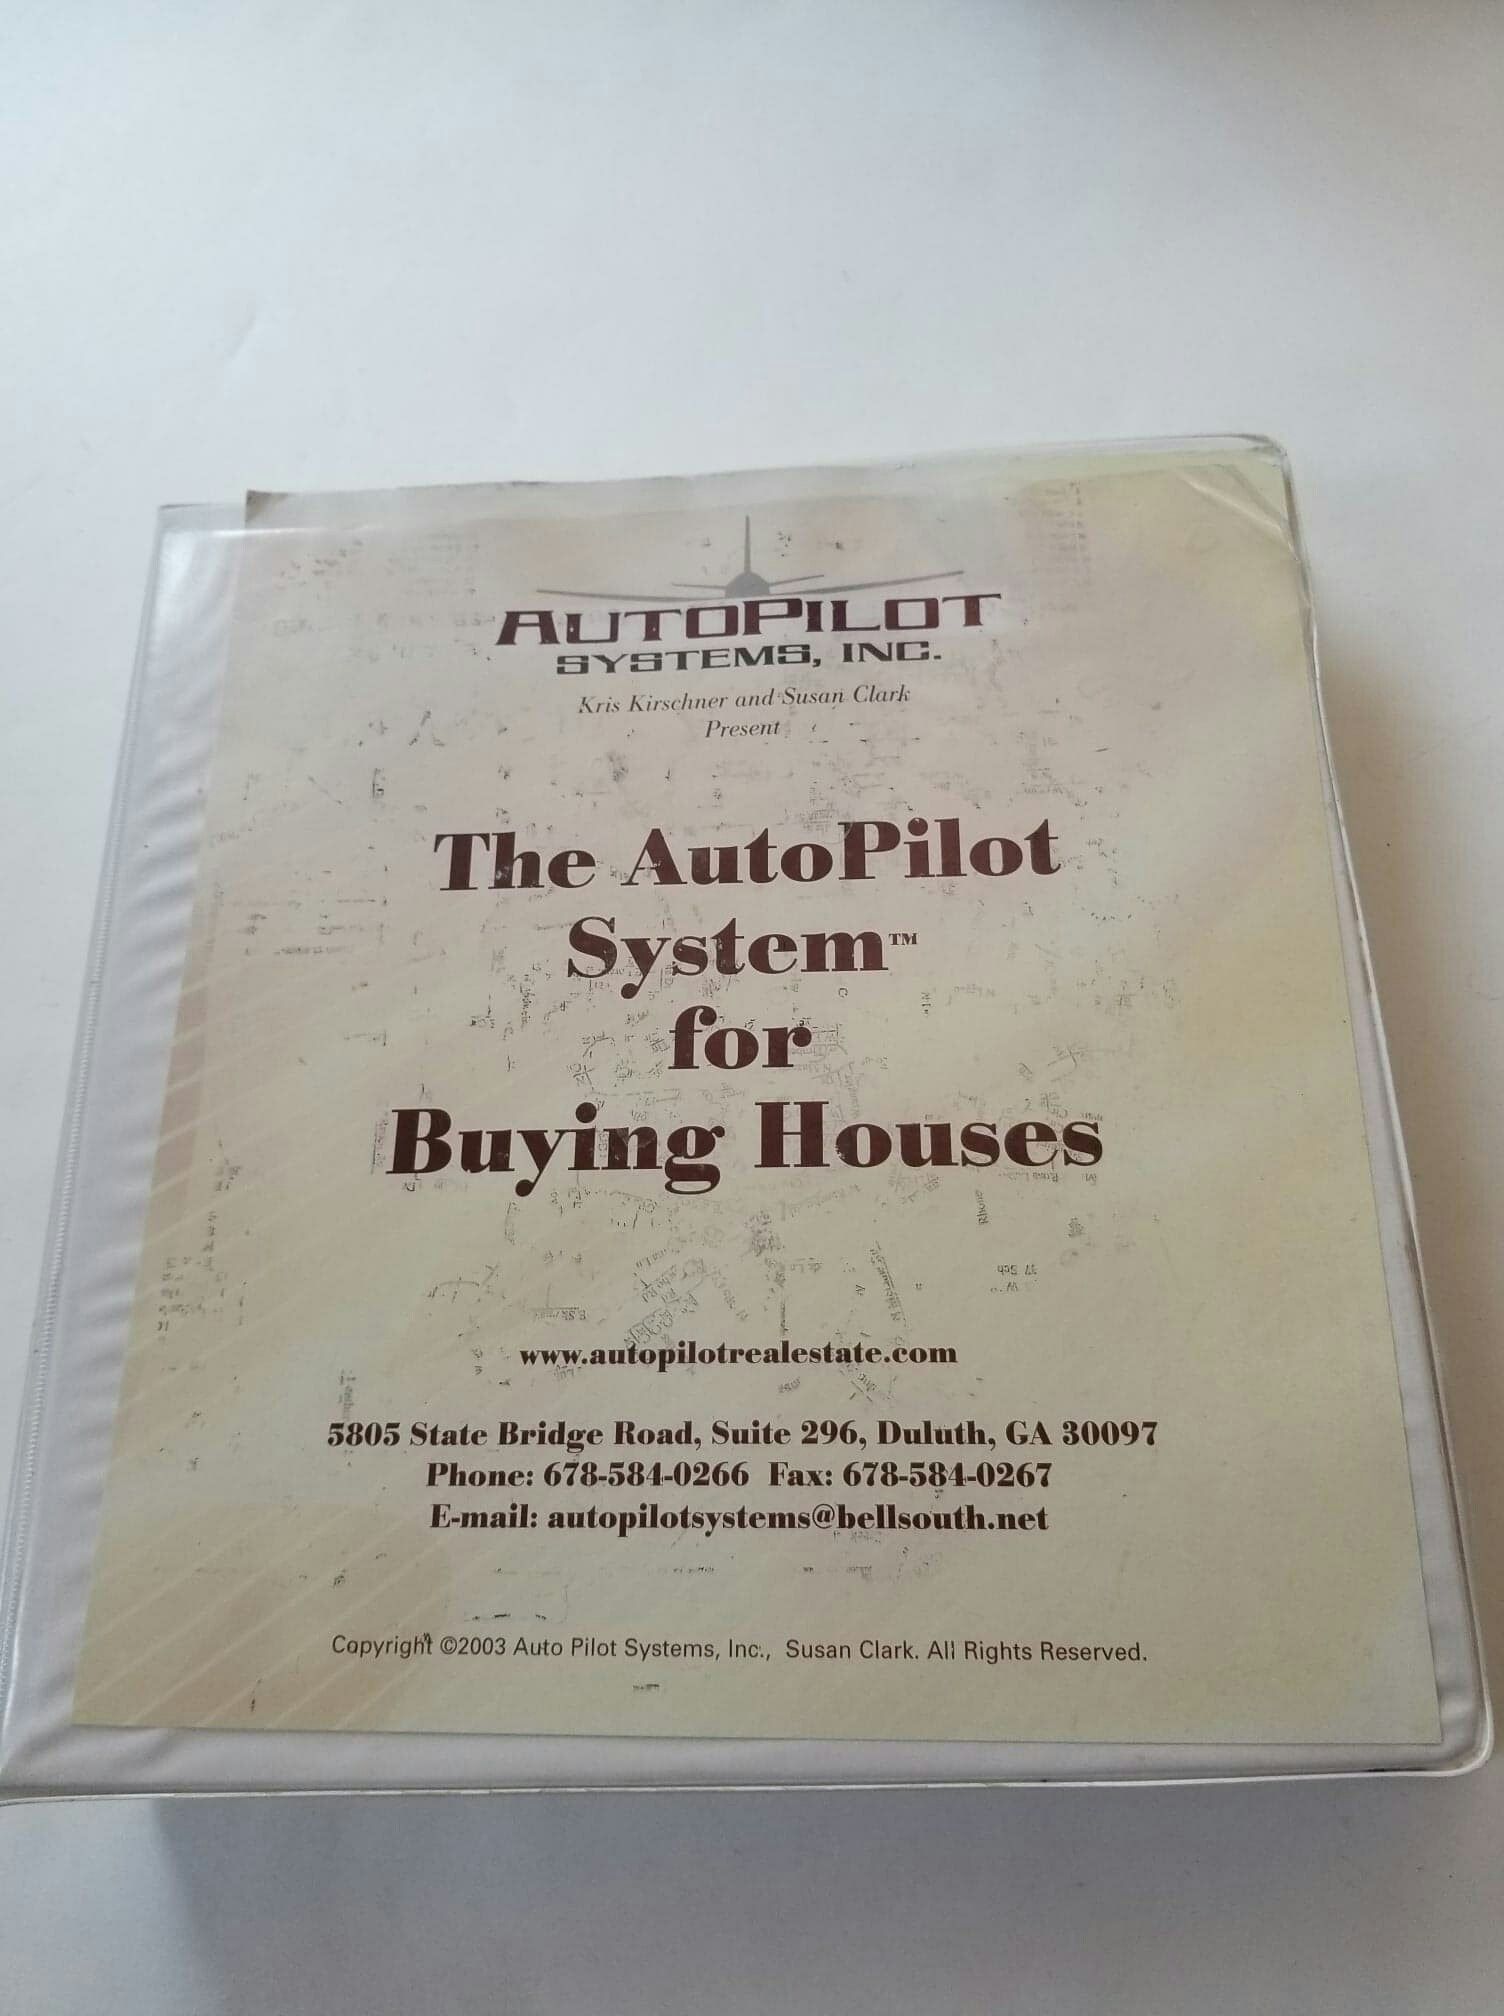 AUTOPILOT
SYSTEMS, INC.
Kris Kirschner and Susan Clark
Present
The AutoPilot
System™
for
Buying Houses
www.autopilotrealestate.com
5805 State Bridge Road, Suite 296, Duluth, GA 30097
Phone: 678-584-0266 Fax: 678-584-0267
E-mail: autopilotsystems@bellsouth.net
Copyright ©2003 Auto Pilot Systems, Inc., Susan Clark. All Rights Reserved.